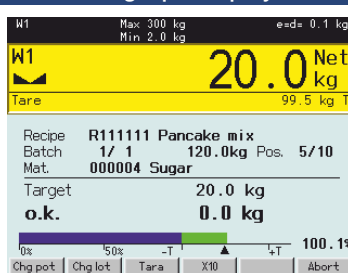 W1 Max 300 kg e=d= 0.1 kg
Min 2.0 kg
W1 20.0 Net kg
Tare 99.5 kg T
Recipe R111111 Pancake mix
Batch 1/ 1 120.0kg Pos. 5/10
Mat. 000004 Sugar
Target 20.0 kg
o.k. 0.0 kg
0% 50% -T +T 100.1%
Chg pot Chg lot Tara X10 Abort